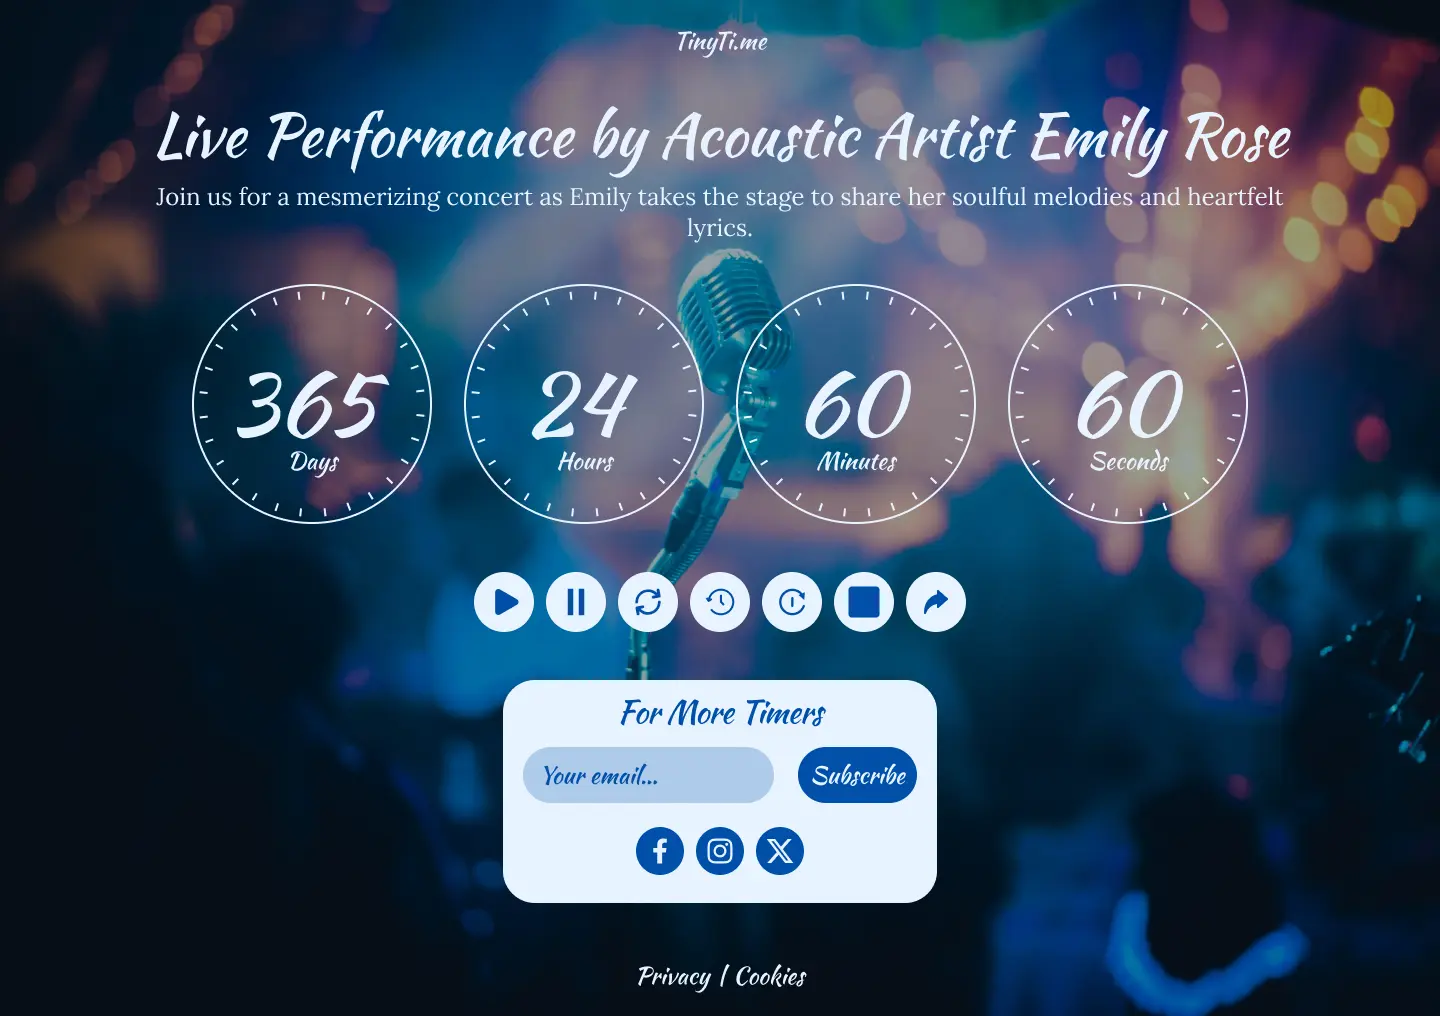 TinyTi.me
Live Performance by Acoustic Artist Emily Rose
Join us for a mesmerizing concert as Emily takes the stage to share her soulful melodies and heartfelt
lyrics.
365
Days
24
Hours
60
Minutes
60
Seconds
For More Timers
Your email...
Subscribe
Privacy | Cookies